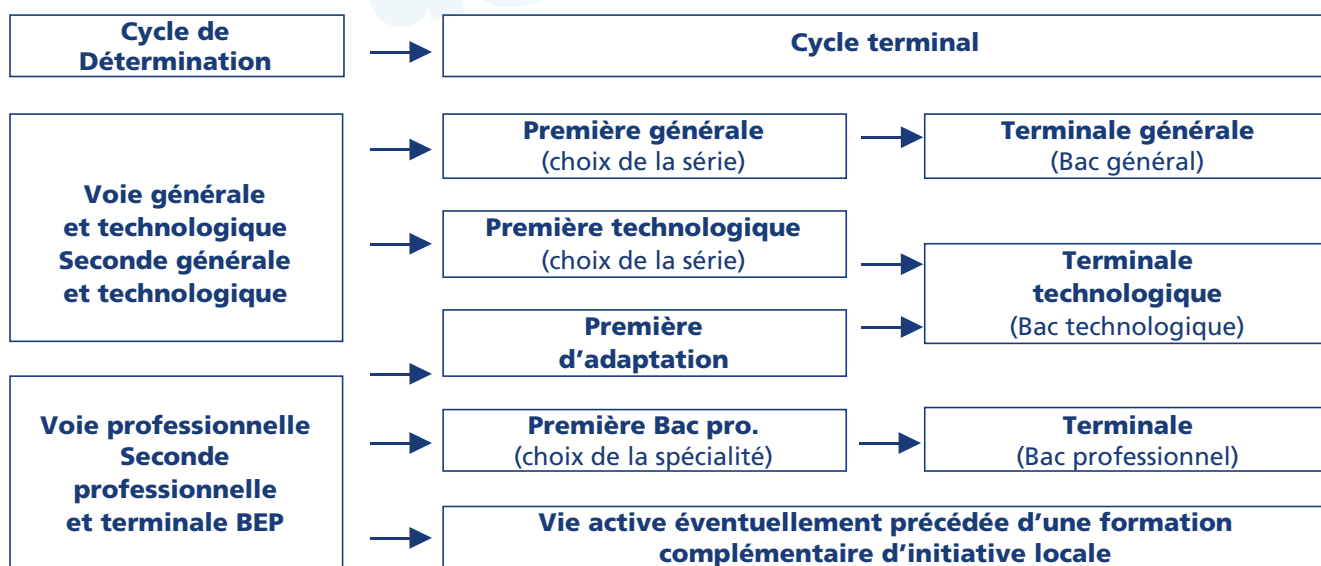 Cycle de
Détermination
Cycle terminal
Voie générale
et technologique
Seconde générale
et technologique
Première générale
(choix de la série)
Terminale générale
(Bac général)
Première technologique
(choix de la série)
Terminale
technologique
(Bac technologique)
Première
d’adaptation
Voie professionnelle
Seconde
professionnelle
et terminale BEP
Première Bac pro.
(choix de la spécialité)
Terminale
(Bac professionnel)
Vie active éventuellement précédée d’une formation
complémentaire d’initiative locale